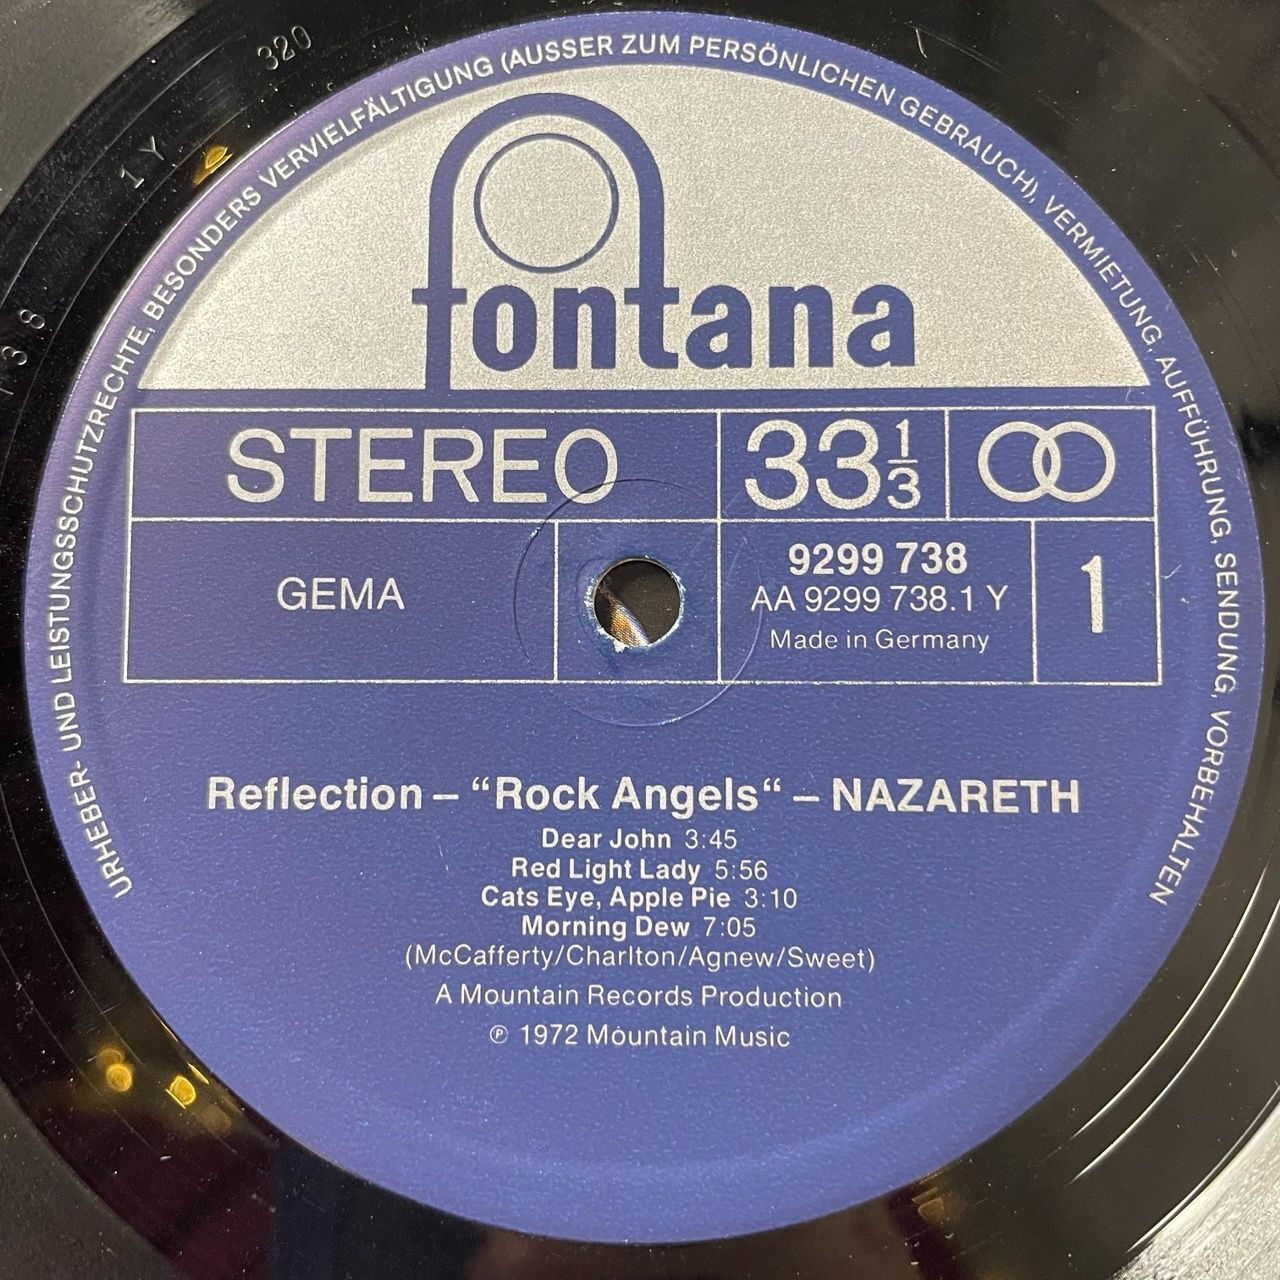 URHEBER- UND LEISTUNGSSCHUTZRECHTE, BESONDERS VERVIELFÄLTIGUNG (AUSSER ZUM PERSÖNLICHEN GEBRAUCH), VERMIETUNG, AUFFÜHRUNG, SENDUNG, VORBEHALTEN
320
1 Y
fontana
STEREO
33 1/3
GEMA
9299 738
AA 9299 738.1 Y
Made in Germany
1
Reflection – “Rock Angels“ – NAZARETH
Dear John 3:45
Red Light Lady 5:56
Cats Eye, Apple Pie 3:10
Morning Dew 7:05
(McCafferty/Charlton/Agnew/Sweet)
A Mountain Records Production
℗ 1972 Mountain Music